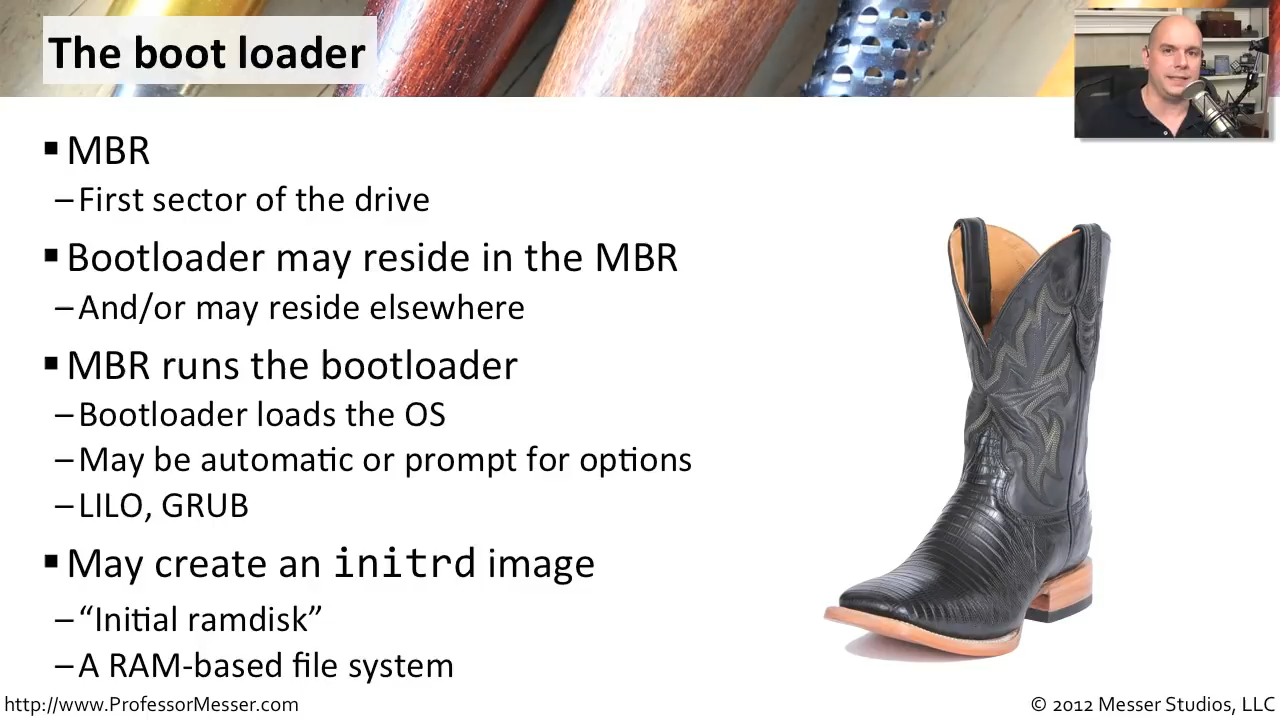 The boot loader
▪ MBR
– First sector of the drive
▪ Bootloader may reside in the MBR
– And/or may reside elsewhere
▪ MBR runs the bootloader
– Bootloader loads the OS
– May be automatic or prompt for options
– LILO, GRUB
▪ May create an initrd image
– “Initial ramdisk”
– A RAM-based file system
http://www.ProfessorMesser.com
© 2012 Messer Studios, LLC